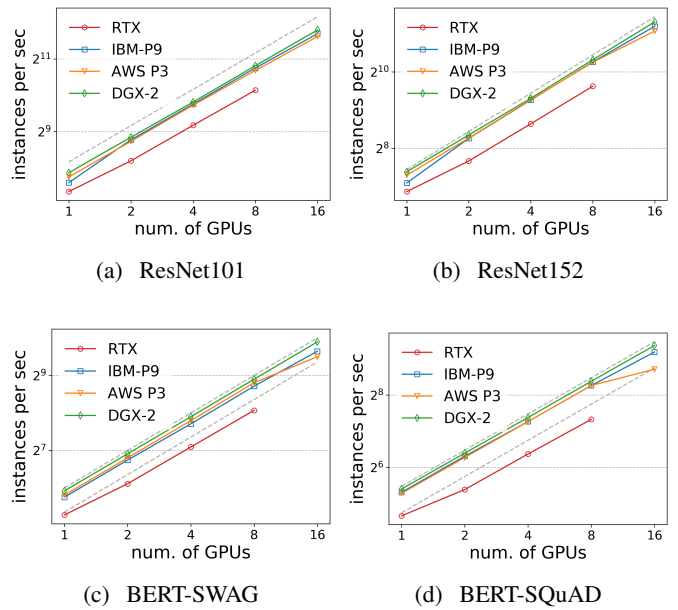 RTX
IBM-P9
AWS P3
DGX-2
instances per sec
2^11
2^9
1 2 4 8 16
num. of GPUs
(a) ResNet101
RTX
IBM-P9
AWS P3
DGX-2
instances per sec
2^10
2^8
1 2 4 8 16
num. of GPUs
(b) ResNet152
RTX
IBM-P9
AWS P3
DGX-2
instances per sec
2^9
2^7
1 2 4 8 16
num. of GPUs
(c) BERT-SWAG
RTX
IBM-P9
AWS P3
DGX-2
instances per sec
2^8
2^6
1 2 4 8 16
num. of GPUs
(d) BERT-SQuAD